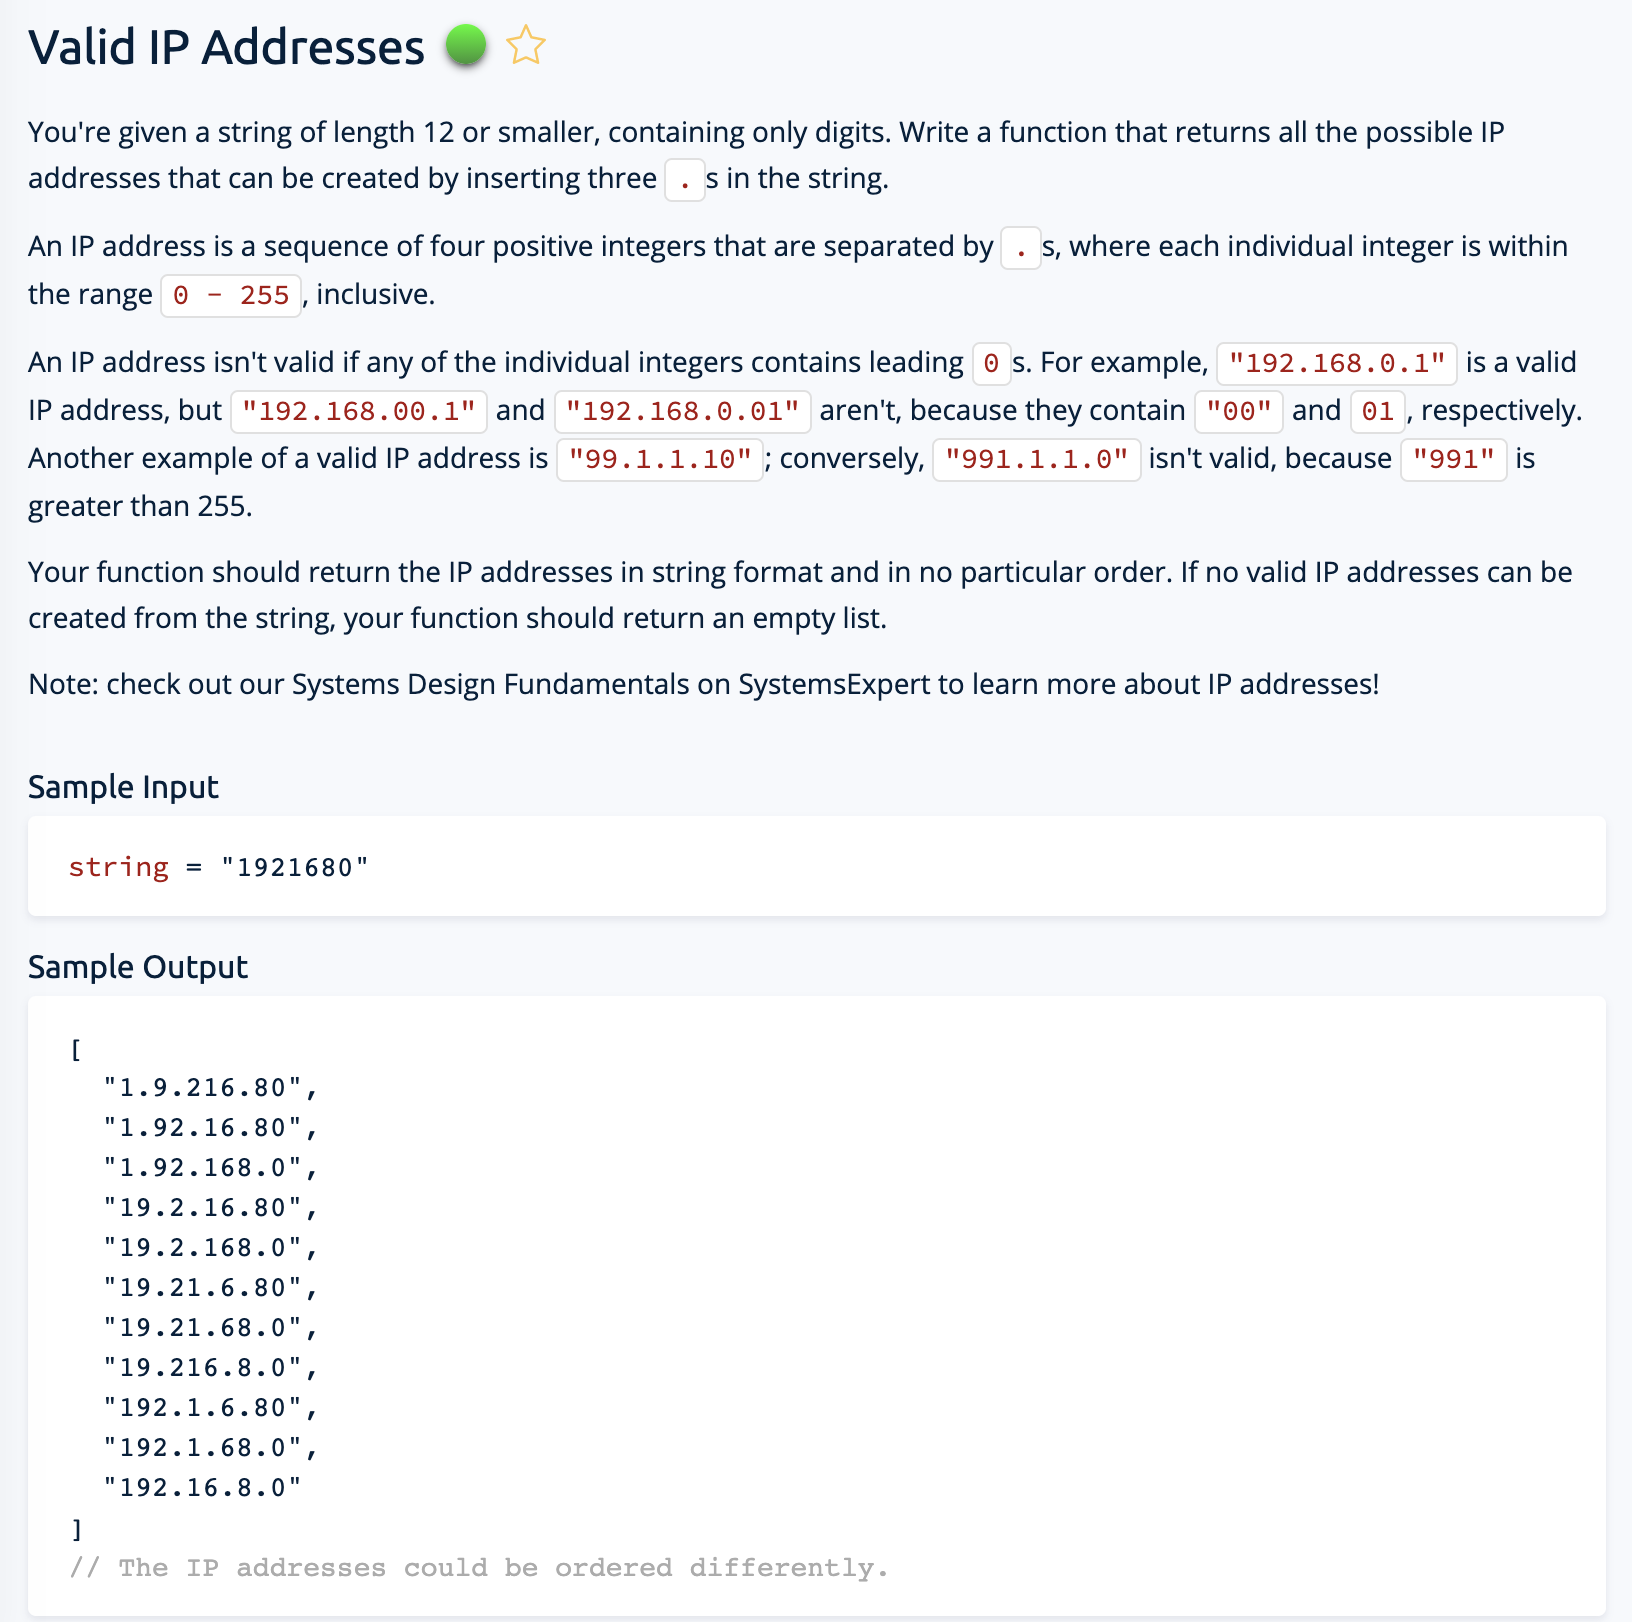 Valid IP Addresses
You're given a string of length 12 or smaller, containing only digits. Write a function that returns all the possible IP
addresses that can be created by inserting three . s in the string.
An IP address is a sequence of four positive integers that are separated by . s, where each individual integer is within
the range 0 - 255 , inclusive.
An IP address isn't valid if any of the individual integers contains leading 0 s. For example, "192.168.0.1" is a valid
IP address, but "192.168.00.1" and "192.168.0.01" aren't, because they contain "00" and 01 , respectively.
Another example of a valid IP address is "99.1.1.10" ; conversely, "991.1.1.0" isn't valid, because "991" is
greater than 255.
Your function should return the IP addresses in string format and in no particular order. If no valid IP addresses can be
created from the string, your function should return an empty list.
Note: check out our Systems Design Fundamentals on SystemsExpert to learn more about IP addresses!
Sample Input
string = "1921680"
Sample Output
[
"1.9.216.80",
"1.92.16.80",
"1.92.168.0",
"19.2.16.80",
"19.2.168.0",
"19.21.6.80",
"19.21.68.0",
"19.216.8.0",
"192.1.6.80",
"192.1.68.0",
"192.16.8.0"
]
// The IP addresses could be ordered differently.